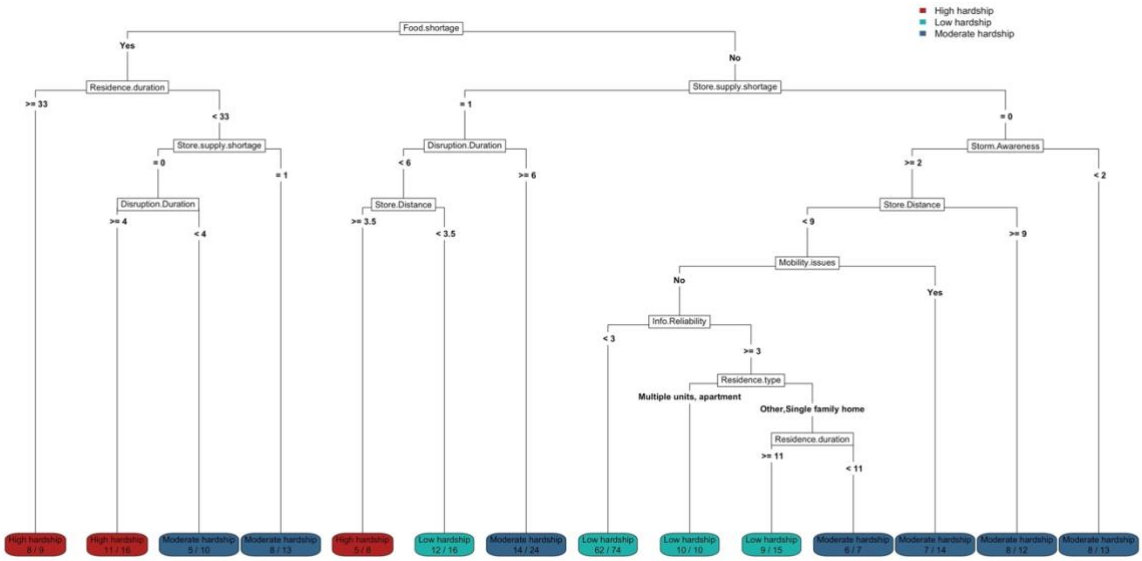 Food.shortage
High hardship
Low hardship
Moderate hardship
Yes
No
Residence.duration
Store.supply.shortage
>= 33
< 33
= 1
= 0
Store.supply.shortage
Disruption.Duration
Storm.Awareness
= 0
= 1
< 6
>= 6
>= 2
< 2
Disruption.Duration
Store.Distance
Store.Distance
>= 4
< 4
>= 3.5
< 3.5
< 9
>= 9
Mobility.issues
No
Yes
Info.Reliability
< 3
>= 3
Residence.type
Multiple units, apartment
Other,Single family home
Residence.duration
>= 11
< 11
High hardship
8 / 9
High hardship
11 / 16
Moderate hardship
5 / 10
Moderate hardship
8 / 13
High hardship
Low hardship
12 / 16
Moderate hardship
14 / 24
Low hardship
62 / 74
Low hardship
10 / 10
Low hardship
9 / 15
Moderate hardship
6 / 7
Moderate hardship
7 / 14
Moderate hardship
8 / 12
Moderate hardship
8 / 13